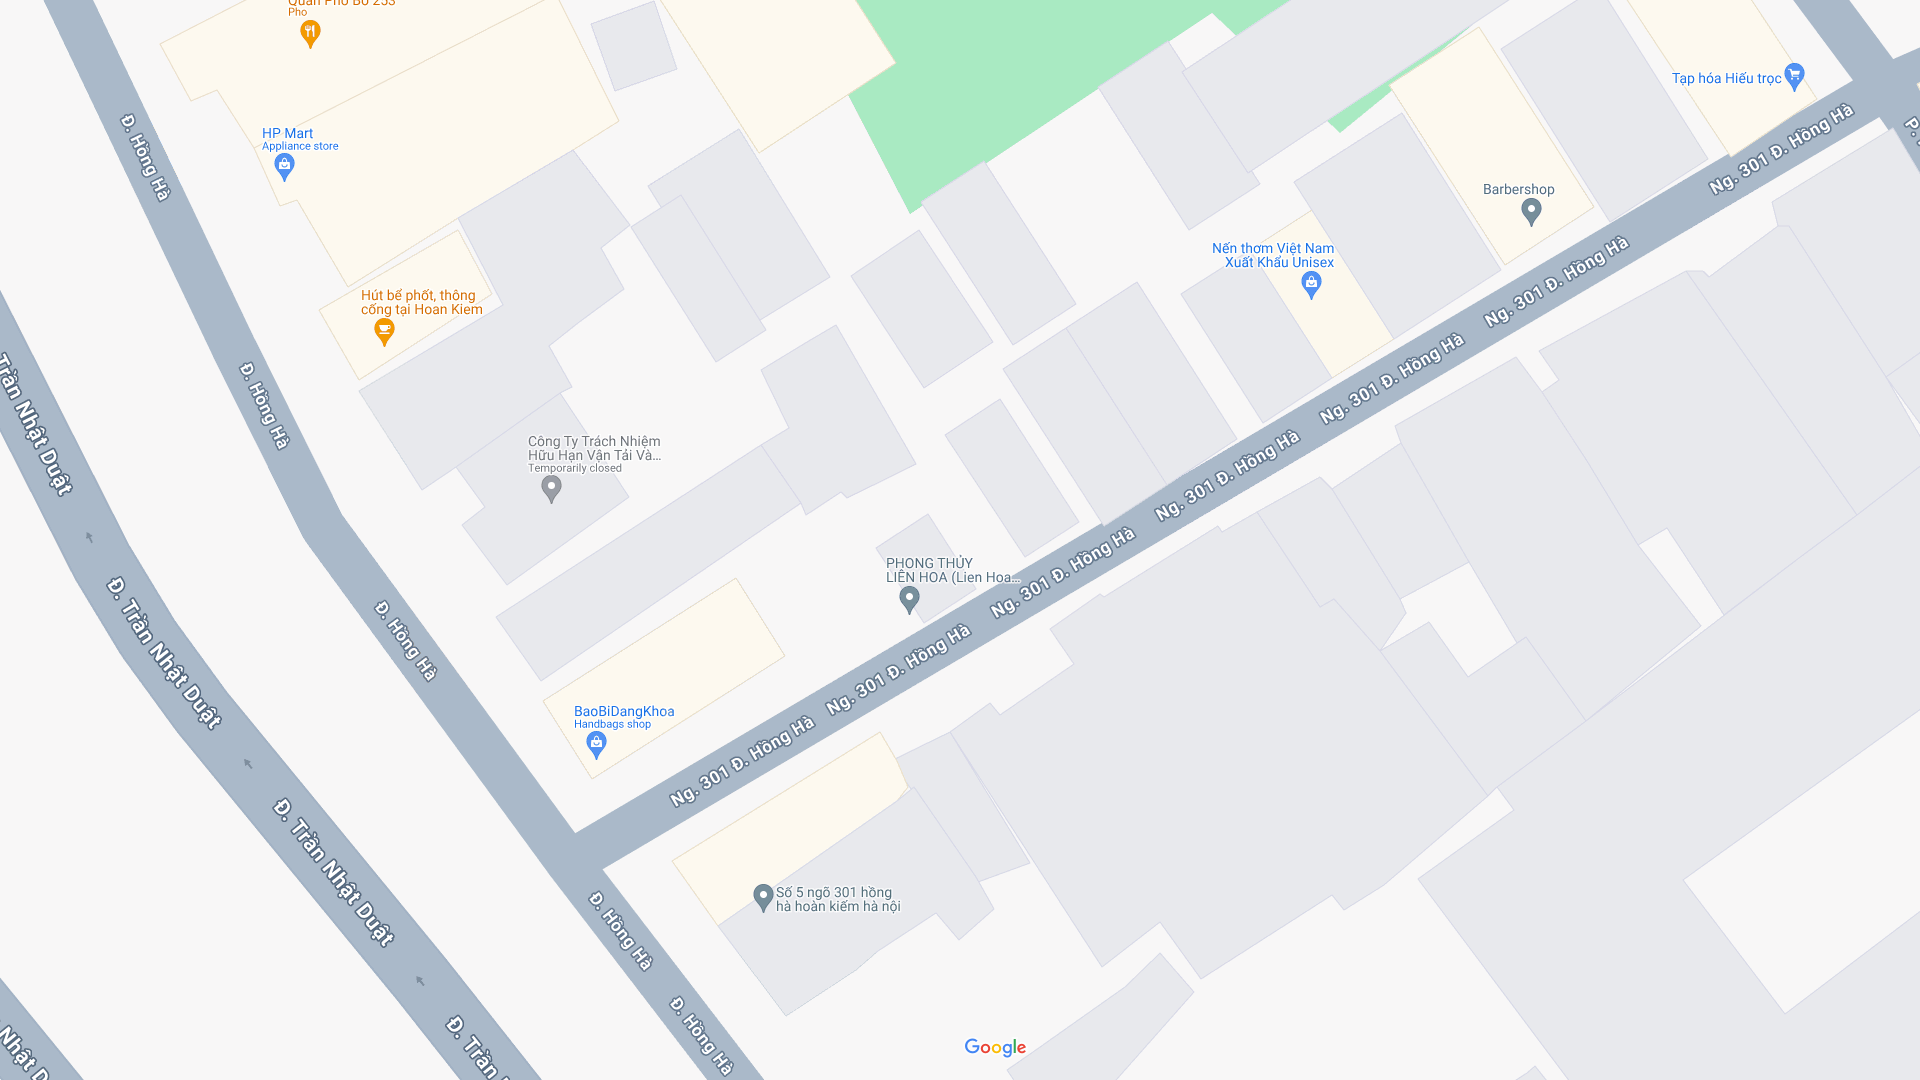 Quán Phở Bò 253
Pho
HP Mart
Appliance store
Hút bể phốt, thông
cống tại Hoan Kiem
Công Ty Trách Nhiệm
Hữu Hạn Vận Tải Và...
Temporarily closed
BaoBiDangKhoa
Handbags shop
PHONG THỦY
LIÊN HOA (Lien Hoa...
Số 5 ngõ 301 hồng
hà hoàn kiếm hà nội
Nến thơm Việt Nam
Xuất Khẩu Unisex
Barbershop
Tạp hóa Hiếu trọc
Đ. Hồng Hà
Đ. Hồng Hà
Đ. Hồng Hà
Đ. Hồng Hà
Đ. Hồng Hà
Trần Nhật Duật
Đ. Trần Nhật Duật
Đ. Trần Nhật Duật
Đ. Trần
Nhật D
Ng. 301 Đ. Hồng Hà
Ng. 301 Đ. Hồng Hà
Ng. 301 Đ. Hồng Hà
Ng. 301 Đ. Hồng Hà
Ng. 301 Đ. Hồng Hà
Ng. 301 Đ. Hồng Hà
Ng. 301 Đ. Hồng Hà
P.
Google